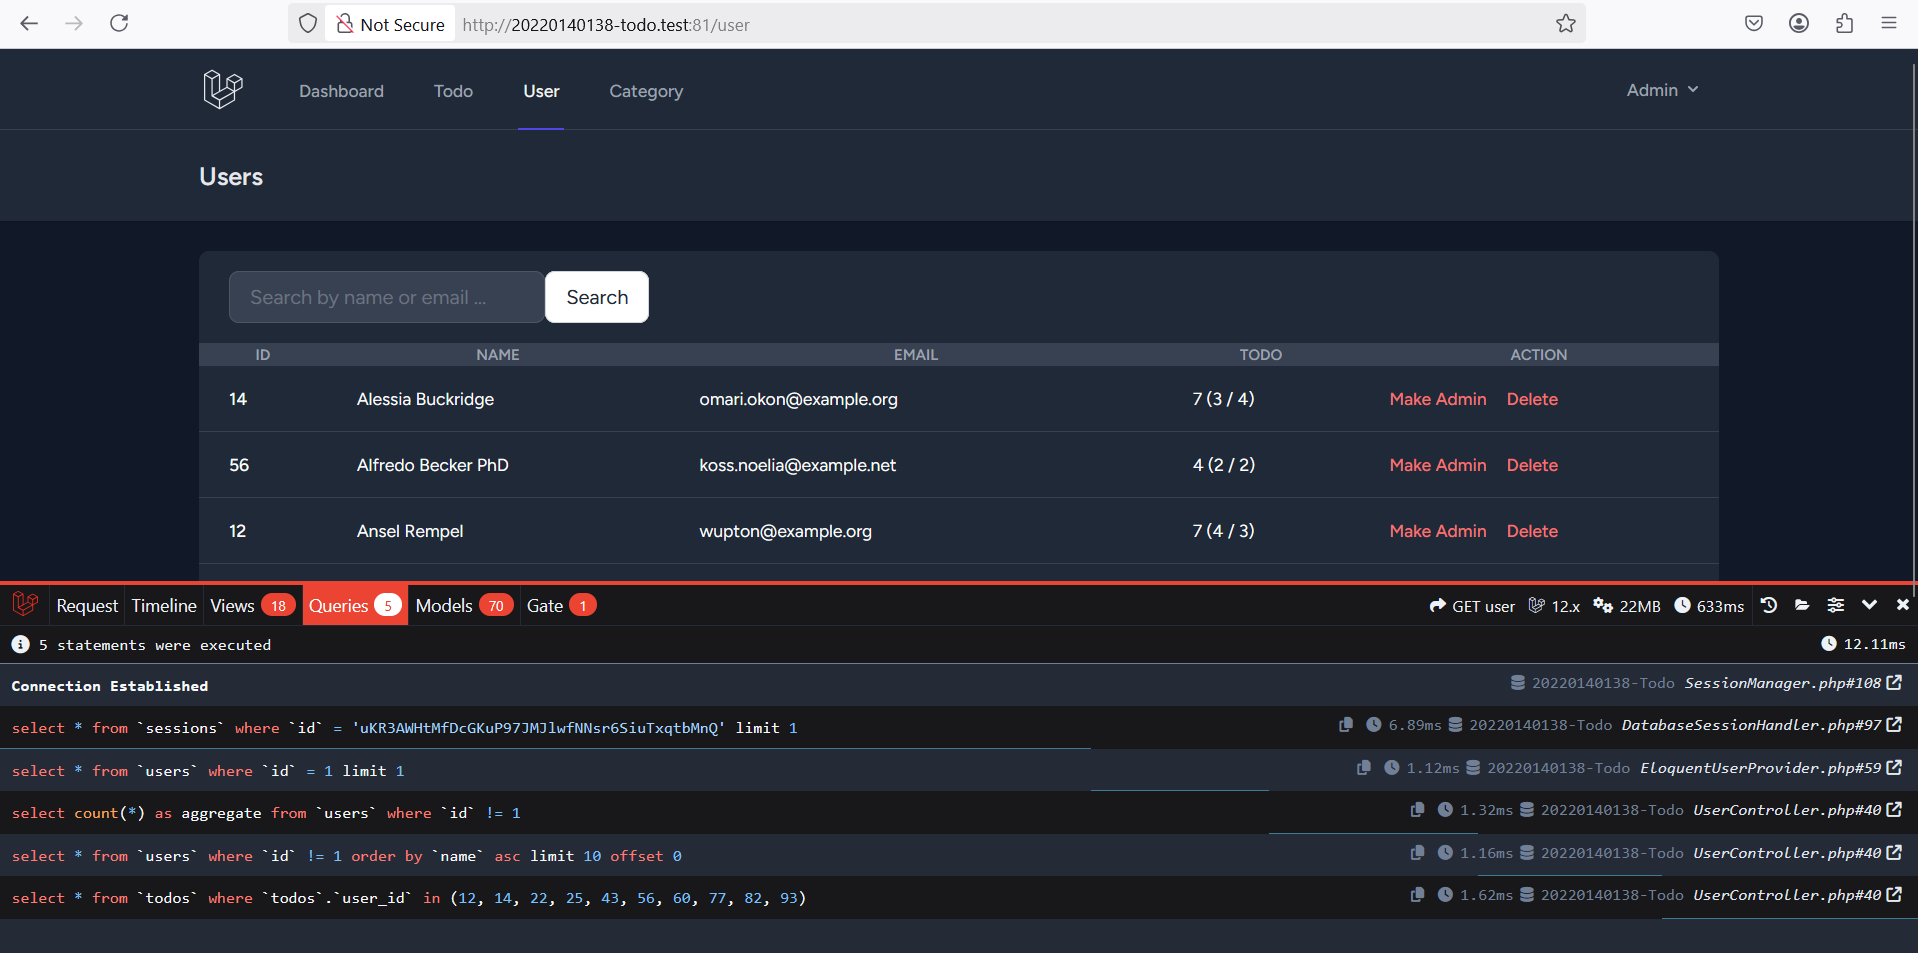 Not Secure http://20220140138-todo.test:81/user
Dashboard Todo User Category Admin
Users
Search by name or email ... Search
ID NAME EMAIL TODO ACTION
14 Alessia Buckridge omari.okon@example.org 7 (3 / 4) Make Admin Delete
56 Alfredo Becker PhD koss.noelia@example.net 4 (2 / 2) Make Admin Delete
12 Ansel Rempel wupton@example.org 7 (4 / 3) Make Admin Delete
Request Timeline Views 18 Queries 5 Models 70 Gate 1 GET user 12.x 22MB 633ms
5 statements were executed 12.11ms
Connection Established 20220140138-Todo SessionManager.php#108
select * from `sessions` where `id` = 'uKR3AWHtMfDcGKuP97JMJlwfNNsr6SiuTxqtbMnQ' limit 1 6.89ms 20220140138-Todo DatabaseSessionHandler.php#97
select * from `users` where `id` = 1 limit 1 1.12ms 20220140138-Todo EloquentUserProvider.php#59
select count(*) as aggregate from `users` where `id` != 1 1.32ms 20220140138-Todo UserController.php#40
select * from `users` where `id` != 1 order by `name` asc limit 10 offset 0 1.16ms 20220140138-Todo UserController.php#40
select * from `todos` where `todos`.`user_id` in (12, 14, 22, 25, 43, 56, 60, 77, 82, 93) 1.62ms 20220140138-Todo UserController.php#40